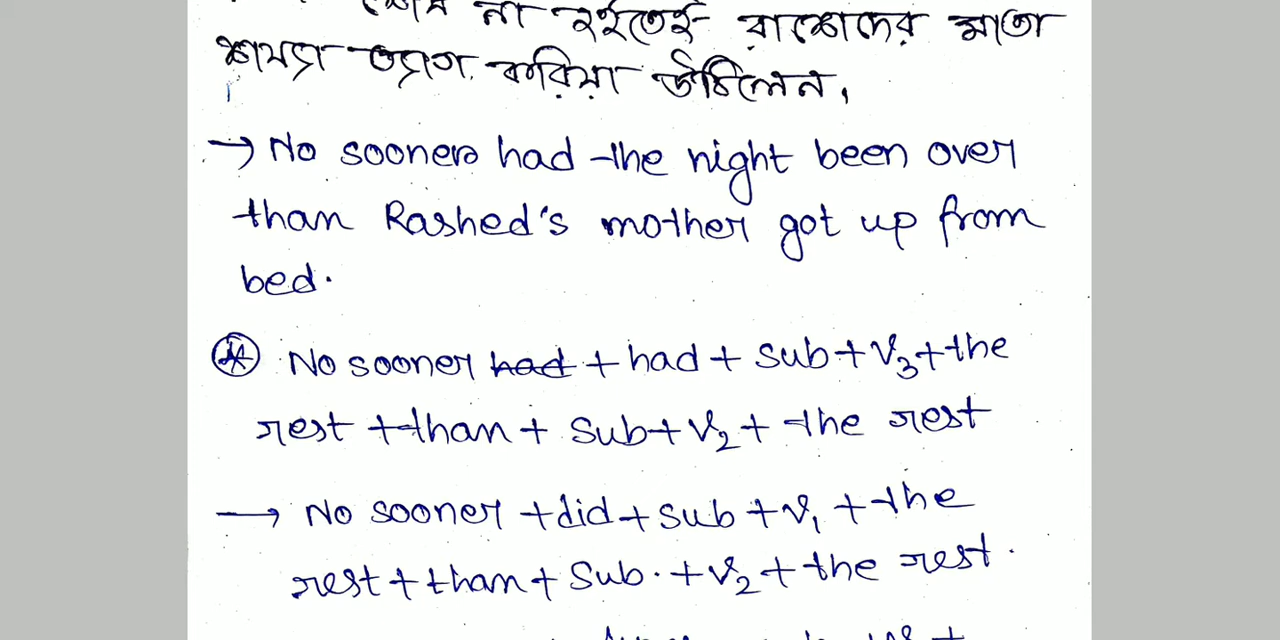 না হইতেই রাশেদের মাতা
শয্যা ত্যাগ করিয়া উঠিলেন।
→ No sooner had the night been over
than Rashed's mother got up from
bed.
No sooner had + had + sub + V₃ + the
rest + than + sub + V₂ + the rest
→ No sooner + did + sub + V₁ + the
rest + than + Sub. + V₂ + the rest.